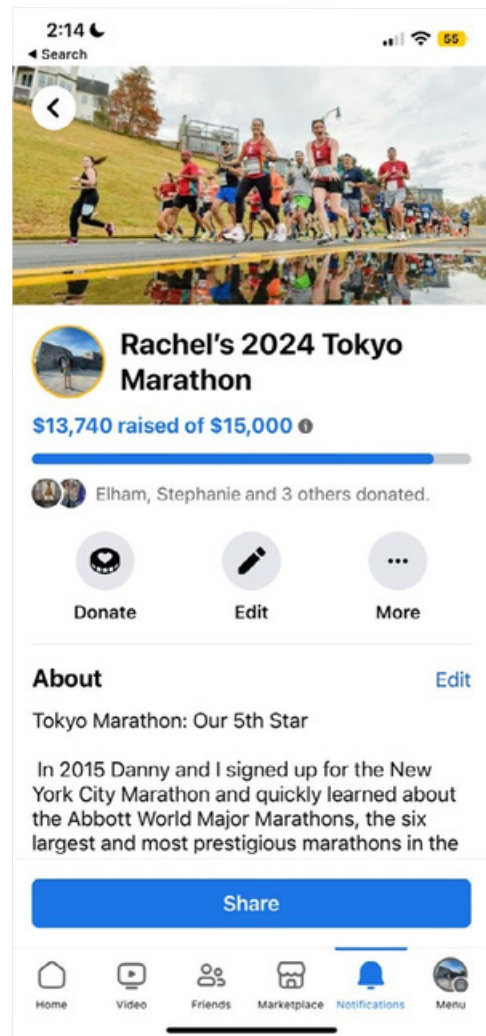 2:14
55
◀ Search
Rachel's 2024 Tokyo
Marathon
$13,740 raised of $15,000
Elham, Stephanie and 3 others donated.
Donate
Edit
More
About
Edit
Tokyo Marathon: Our 5th Star
In 2015 Danny and I signed up for the New
York City Marathon and quickly learned about
the Abbott World Major Marathons, the six
largest and most prestigious marathons in the
Share
Home
Video
Friends
Marketplace
Notifications
Menu